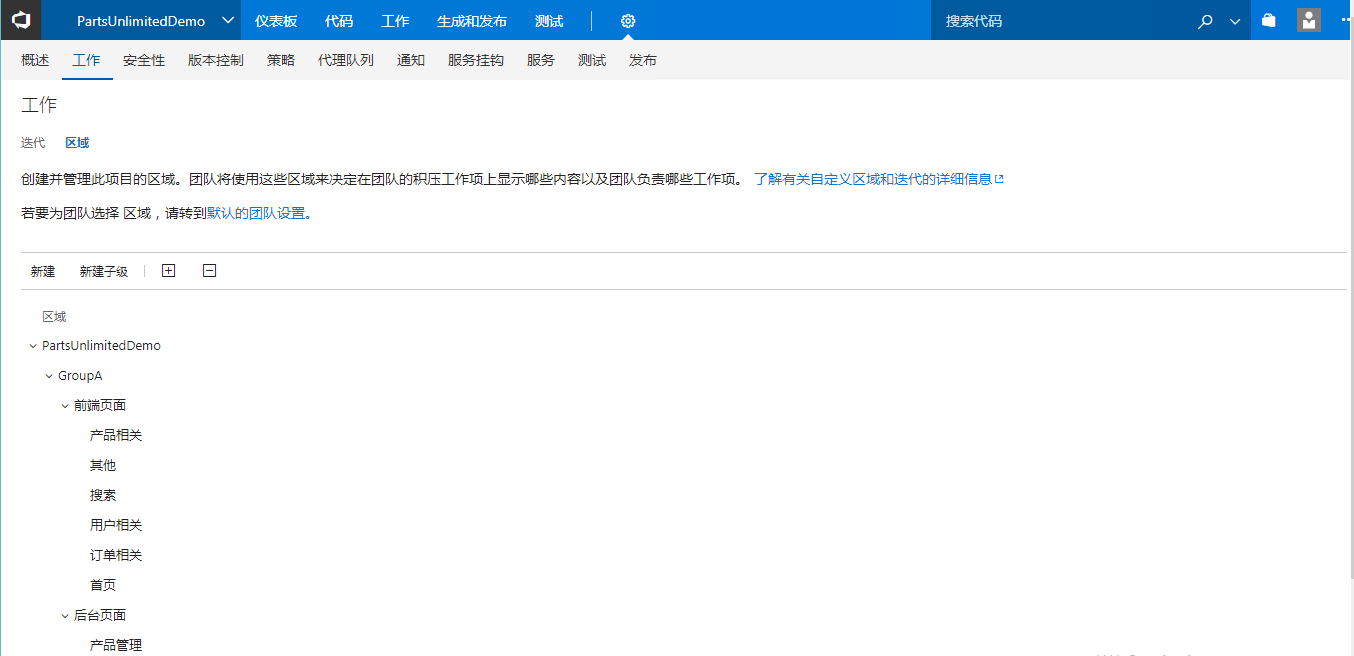 PartsUnlimitedDemo 仪表板 代码 工作 生成和发布 测试 搜索代码
概述 工作 安全性 版本控制 策略 代理队列 通知 服务挂钩 服务 测试 发布
工作
迭代 区域
创建并管理此项目的区域。团队将使用这些区域来决定在团队的积压工作项上显示哪些内容以及团队负责哪些工作项。 了解有关自定义区域和迭代的详细信息
若要为团队选择 区域，请转到默认的团队设置。
新建 新建子级
区域
PartsUnlimitedDemo
GroupA
前端页面
产品相关
其他
搜索
用户相关
订单相关
首页
后台页面
产品管理